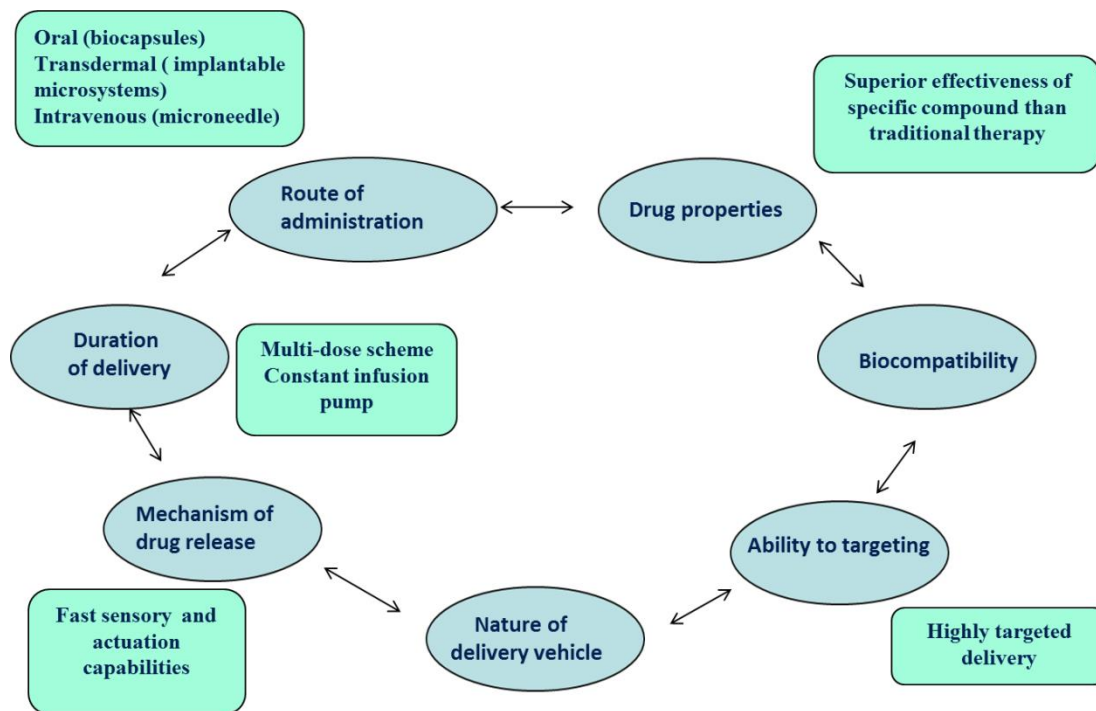 Oral (biocapsules)
Transdermal ( implantable
microsystems)
Intravenous (microneedle)
Superior effectiveness of
specific compound than
traditional therapy
Route of
administration
Drug properties
Duration
of delivery
Multi-dose scheme
Constant infusion
pump
Biocompatibility
Mechanism of
drug release
Ability to targeting
Fast sensory and
actuation
capabilities
Nature of
delivery vehicle
Highly targeted
delivery